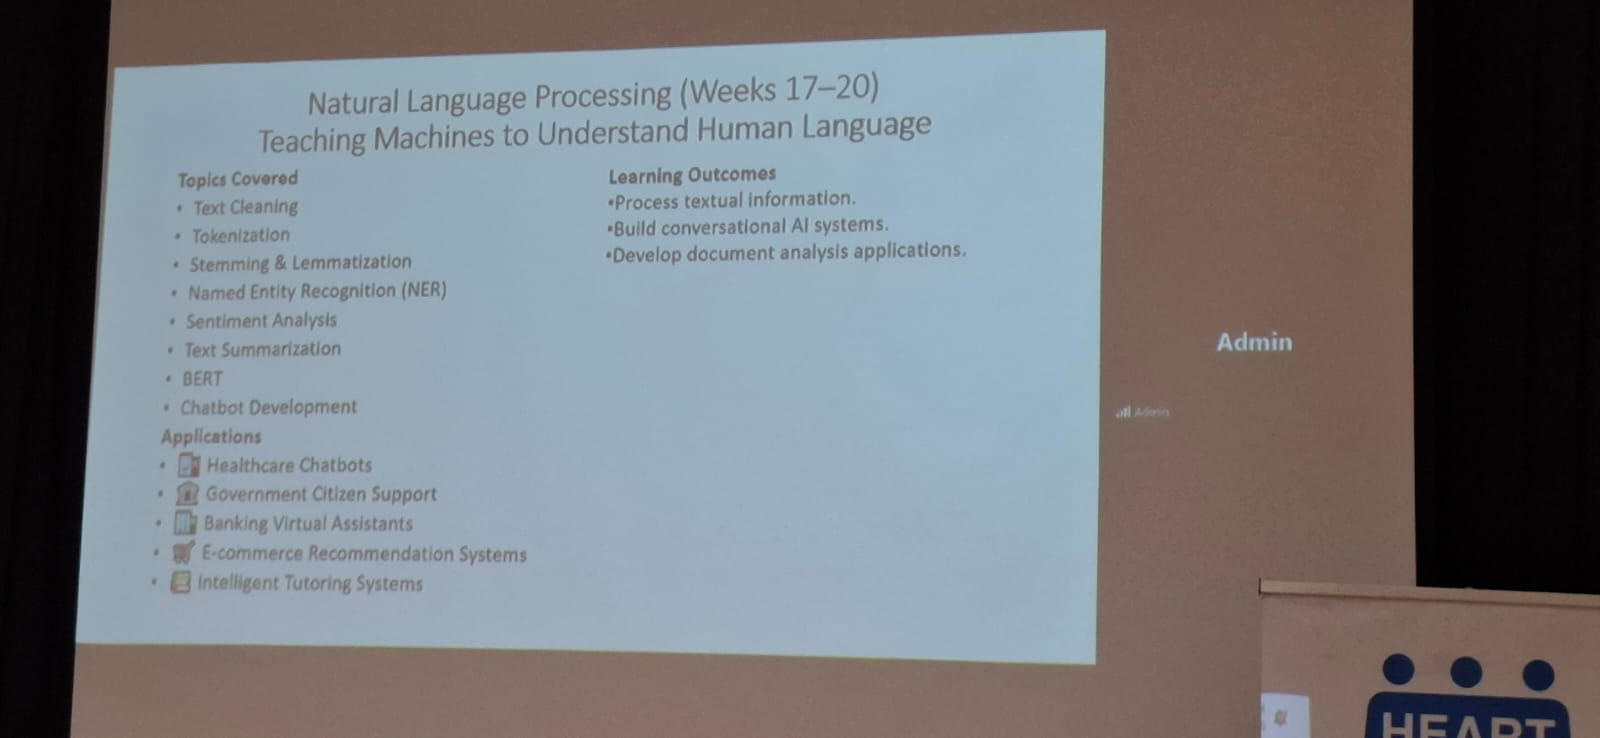 Natural Language Processing (Weeks 17–20)
Teaching Machines to Understand Human Language
Topics Covered
• Text Cleaning
• Tokenization
• Stemming & Lemmatization
• Named Entity Recognition (NER)
• Sentiment Analysis
• Text Summarization
• BERT
• Chatbot Development
Applications
• Healthcare Chatbots
• Government Citizen Support
• Banking Virtual Assistants
• E-commerce Recommendation Systems
• Intelligent Tutoring Systems
Learning Outcomes
•Process textual information.
•Build conversational AI systems.
•Develop document analysis applications.
Admin
Admin
HEART